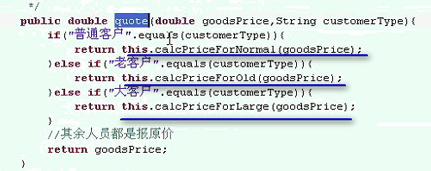 */
public double quote(double goodsPrice,String customerType){
if("普通客户".equals(customerType)){
return this.calcPriceForNormal(goodsPrice);
}else if("老客户".equals(customerType)){
return this.calcPriceForOld(goodsPrice);
}else if("大客户".equals(customerType)){
return this.calcPriceForLarge(goodsPrice);
}
//其余人员都是报原价
return goodsPrice;
}